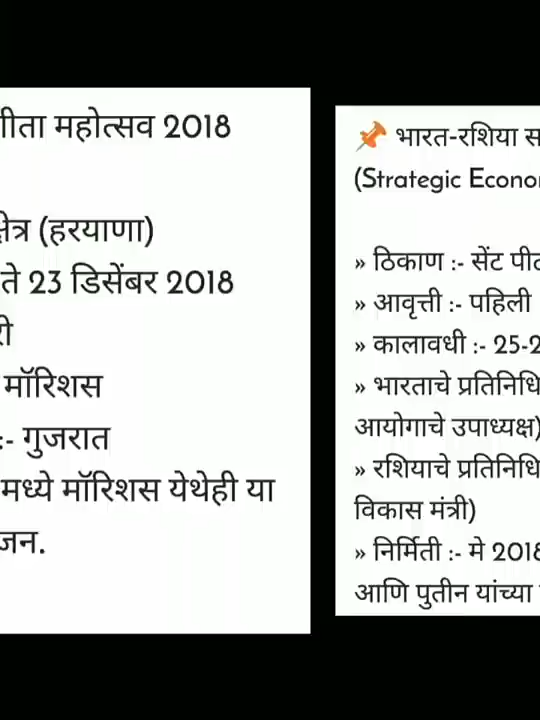 गीता महोत्सव 2018
क्षेत्र (हरयाणा)
ते 23 डिसेंबर 2018
री
मॉरिशस
:- गुजरात
मध्ये मॉरिशस येथेही या
जन.
📌 भारत-रशिया स
(Strategic Econo
» ठिकाण :- सेंट पीट
» आवृत्ती :- पहिली
» कालावधी :- 25-2
» भारताचे प्रतिनिधि
आयोगाचे उपाध्यक्ष)
» रशियाचे प्रतिनिधि
विकास मंत्री)
» निर्मिती :- मे 2018
आणि पुतीन यांच्या